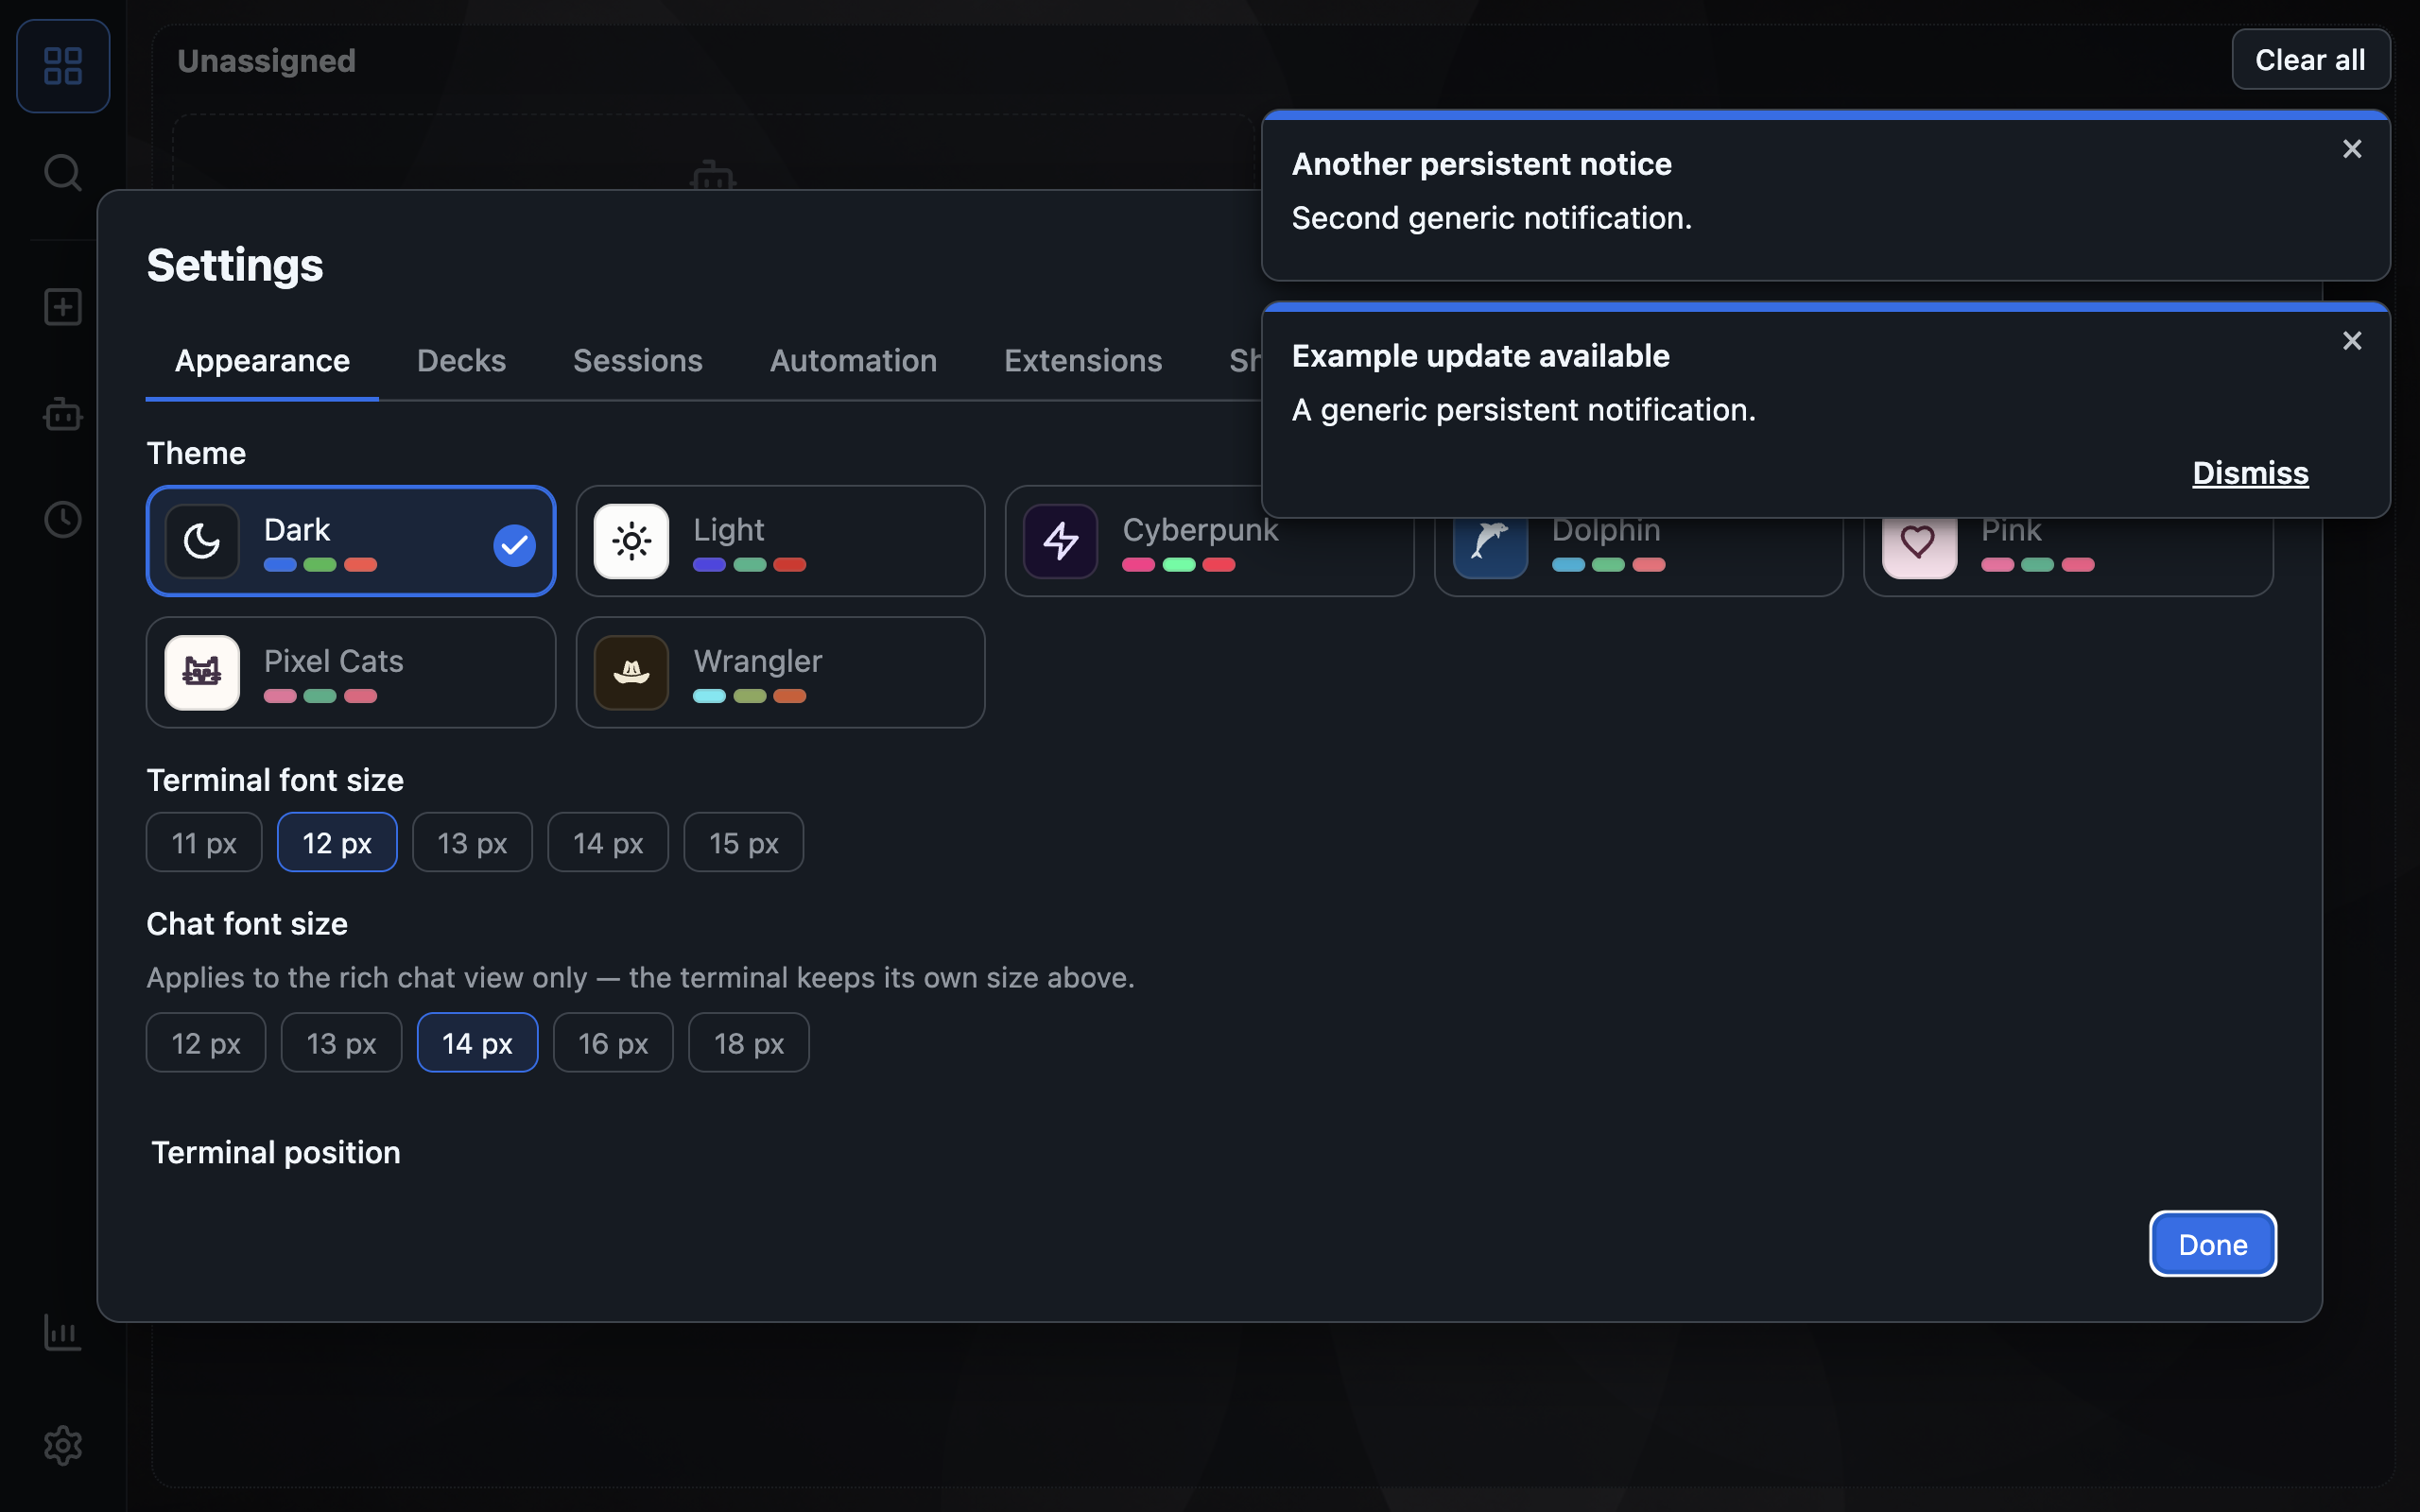 Unassigned
Clear all
Another persistent notice
Second generic notification.
Settings
Appearance
Decks
Sessions
Automation
Extensions
Sh
Example update available
A generic persistent notification.
Dismiss
Theme
Dark
Light
Cyberpunk
Dolphin
Pink
Pixel Cats
Wrangler
Terminal font size
11 px
12 px
13 px
14 px
15 px
Chat font size
Applies to the rich chat view only — the terminal keeps its own size above.
12 px
13 px
14 px
16 px
18 px
Terminal position
Done